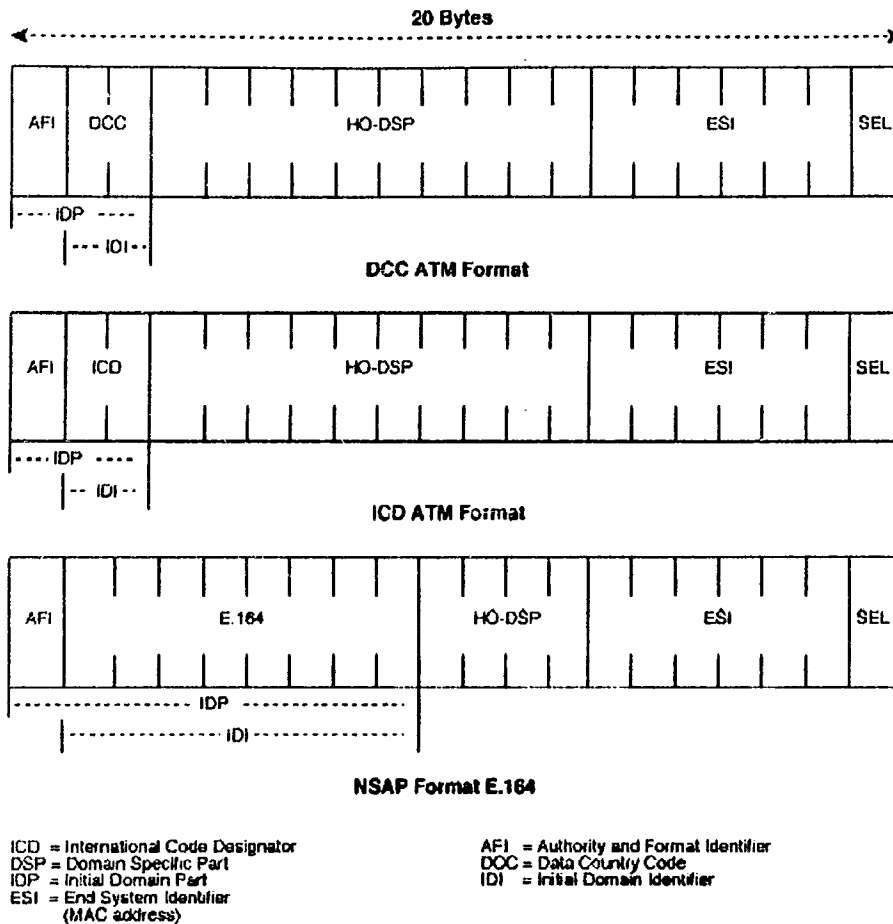 20 Bytes
AFI DCC HO-DSP ESI SEL
IDP
IDI
DCC ATM Format
AFI ICD HO-DSP ESI SEL
IDP
IDI
ICD ATM Format
AFI E.164 HO-DSP ESI SEL
IDP
IDI
NSAP Format E.164
ICD = International Code Designator
DSP = Domain Specific Part
IDP = Initial Domain Part
ESI = End System Identifier
(MAC address)
AFI = Authority and Format Identifier
DCC = Data Country Code
IDI = Initial Domain Identifier